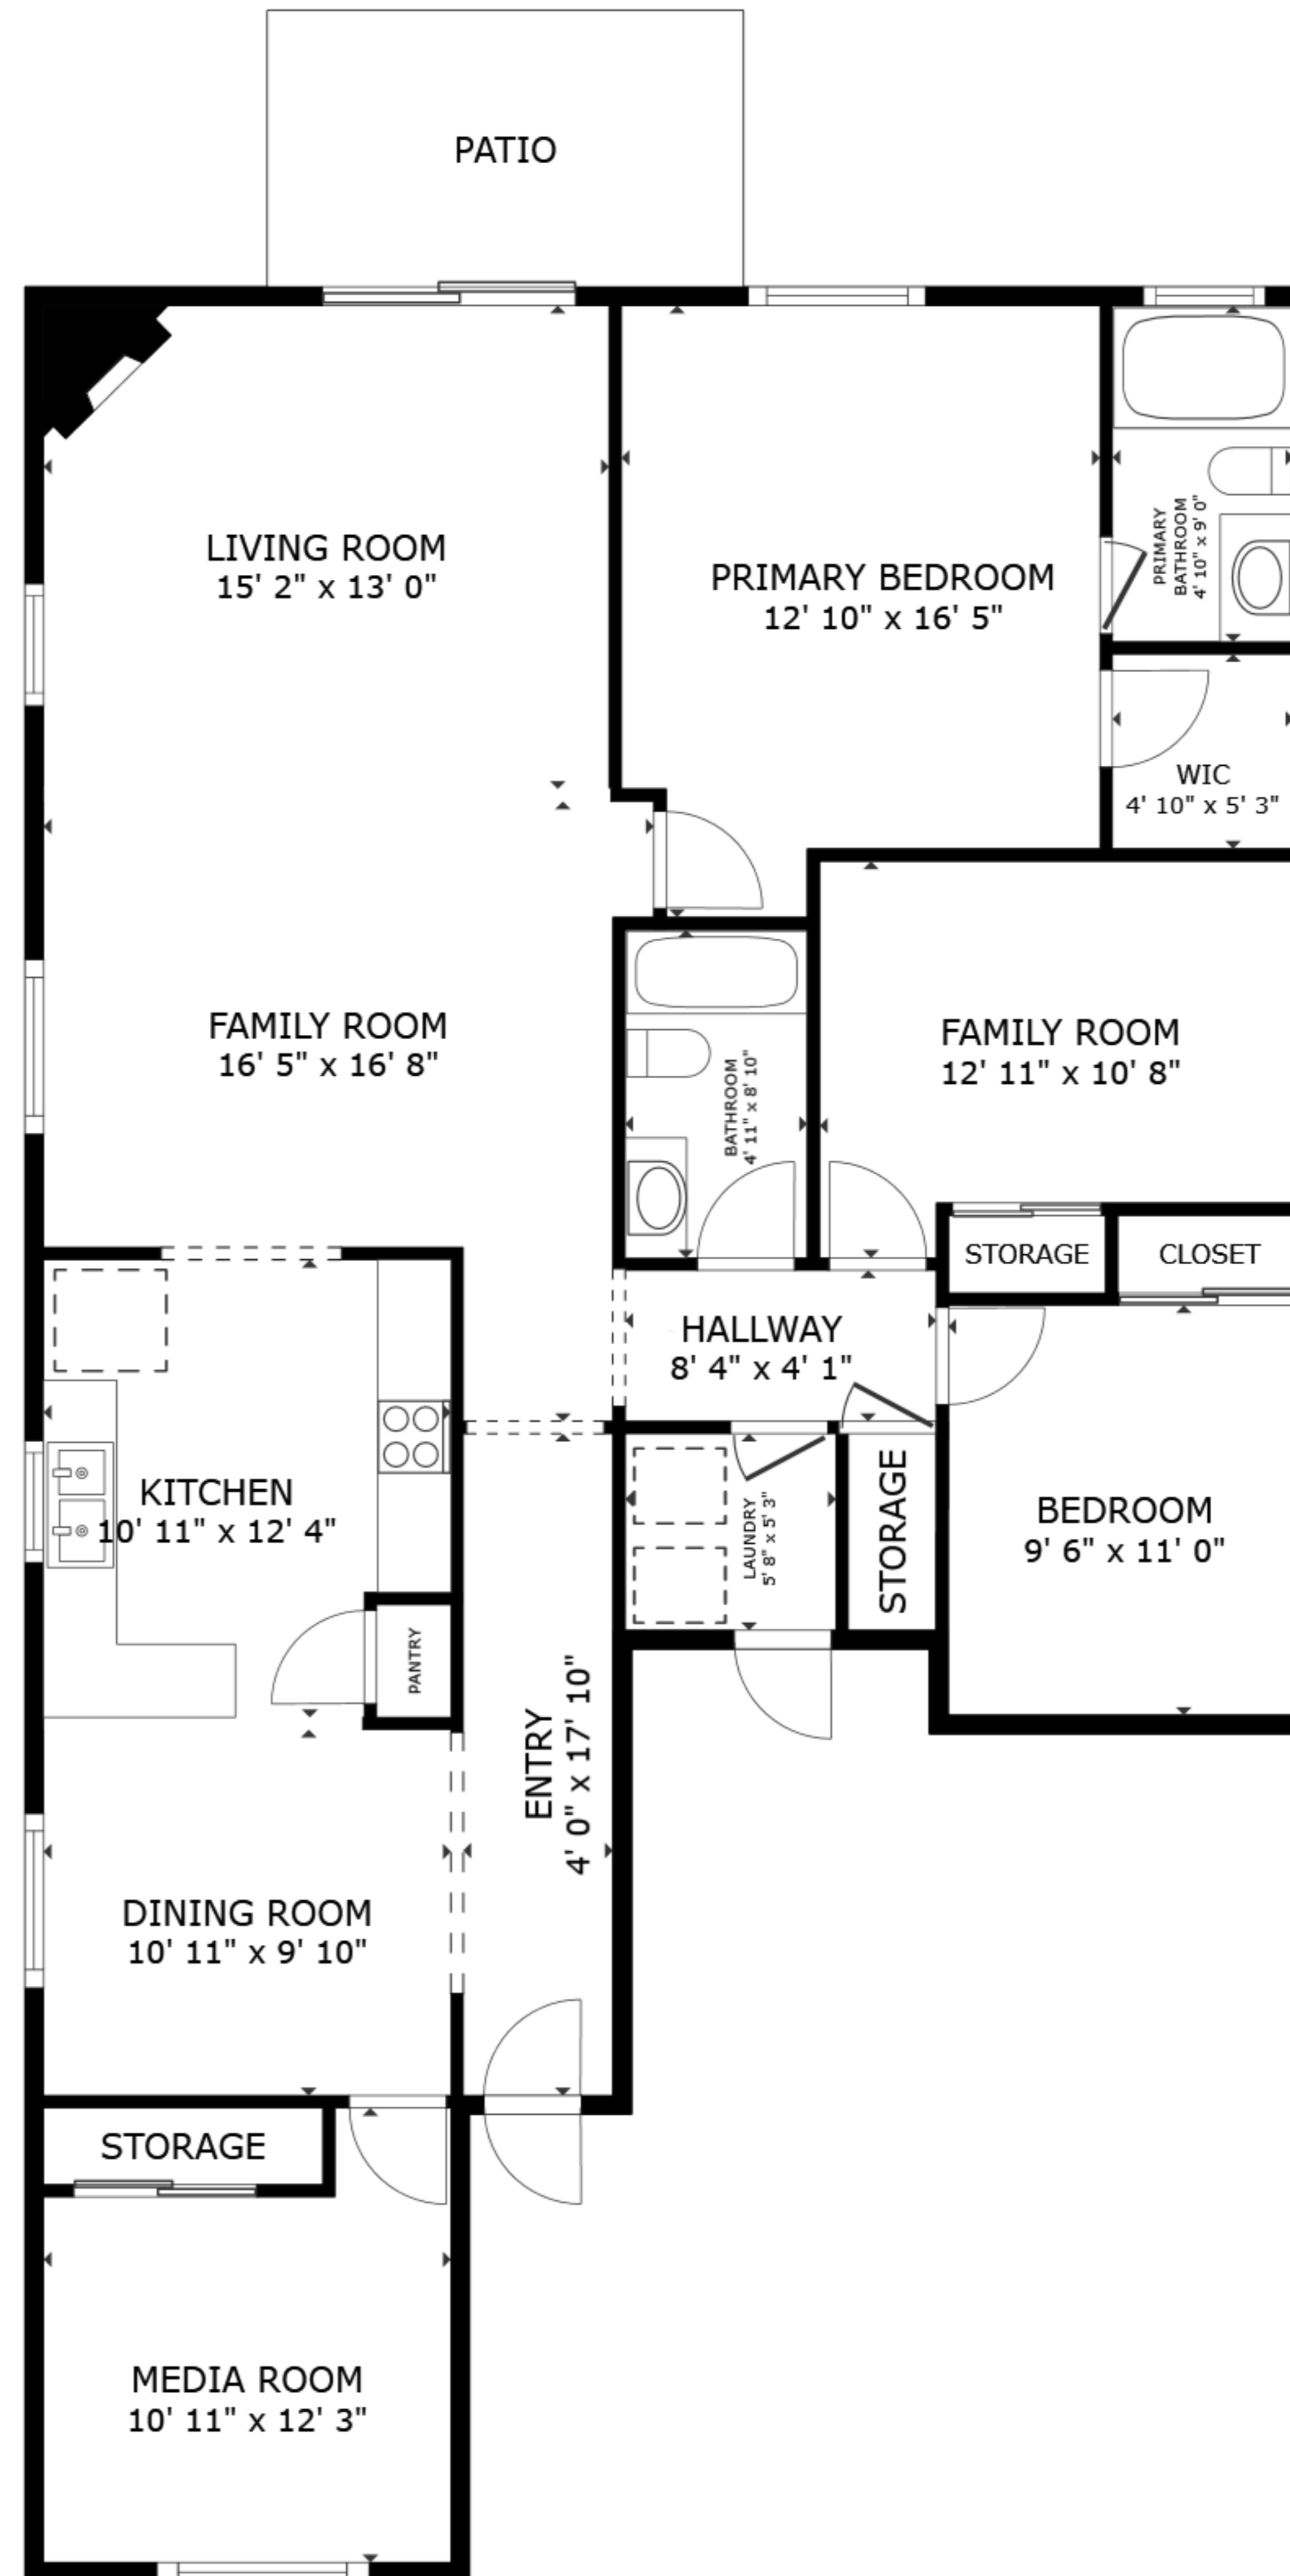 PATIO
LIVING ROOM
15' 2" x 13' 0"
PRIMARY BEDROOM
12' 10" x 16' 5"
PRIMARY
BATHROOM
4' 10" x 9' 0"
WIC
4' 10" x 5' 3"
FAMILY ROOM
16' 5" x 16' 8"
BATHROOM
4' 11" x 8' 10"
FAMILY ROOM
12' 11" x 10' 8"
STORAGE
CLOSET
HALLWAY
8' 4" x 4' 1"
KITCHEN
10' 11" x 12' 4"
LAUNDRY
5' 8" x 5' 3"
STORAGE
BEDROOM
9' 6" x 11' 0"
PANTRY
ENTRY
4' 0" x 17' 10"
DINING ROOM
10' 11" x 9' 10"
STORAGE
MEDIA ROOM
10' 11" x 12' 3"